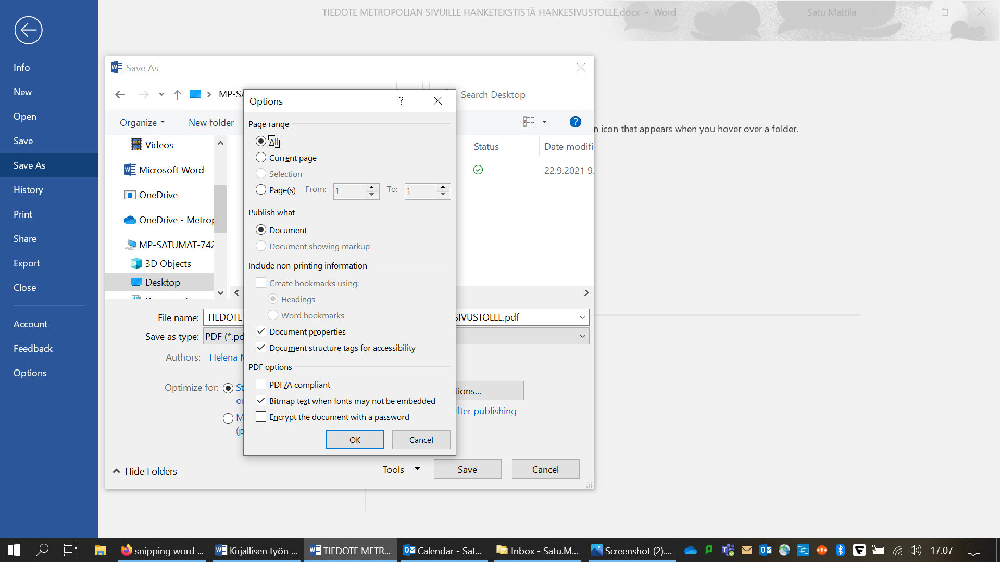 TIEDOTE METROPOLIAN SIVUILLE HANKETEKSTISTÄ HANKESIVUSTOLLE.docx - Word
Satu Mattila ?
Info
New
Open
Save
Save As
History
Print
Share
Export
Close
Account
Feedback
Options
Save As
MP-SA
Search Desktop
Organize
New folder
?
n icon that appears when you hover over a folder.
Videos
Microsoft Word
OneDrive
OneDrive - Metrop
MP-SATUMAT-742
3D Objects
Desktop
Status
Date modifi
22.9.2021 9.
File name: TIEDOTE
SIVUSTOLLE.pdf
Save as type: PDF (*.pd
Authors: Helena M
Optimize for: St
or
M
(p
tions...
fter publishing
Hide Folders
Tools
Save
Cancel
Options ?
Page range
All
Current page
Selection
Page(s) From: 1 To: 1
Publish what
Document
Document showing markup
Include non-printing information
Create bookmarks using:
Headings
Word bookmarks
Document properties
Document structure tags for accessibility
PDF options
PDF/A compliant
Bitmap text when fonts may not be embedded
Encrypt the document with a password
OK
Cancel
snipping word ...
Kirjallisen työn ...
TIEDOTE METR...
Calendar - Sat...
Inbox - Satu.M...
Screenshot (2)....
17.07